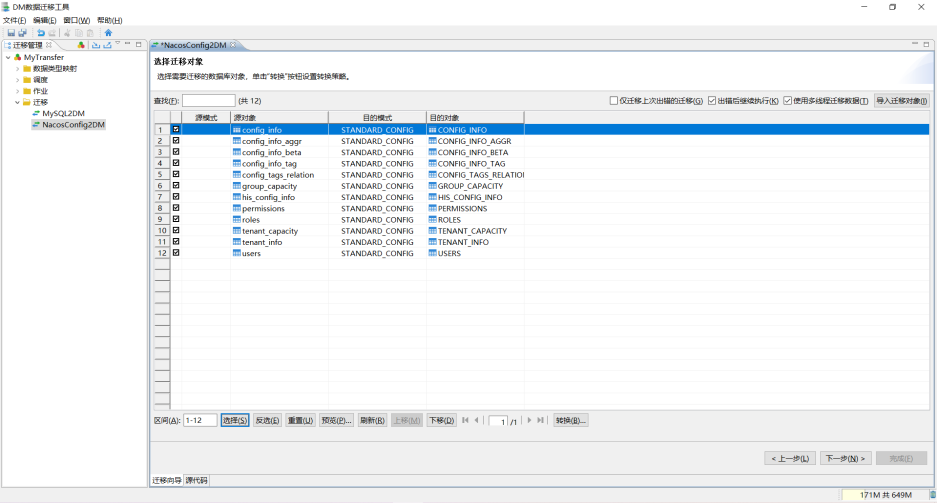 DM数据迁移工具
文件(F) 编辑(E) 窗口(W) 帮助(H)
迁移管理
*NacosConfig2DM
MyTransfer
数据类型映射
调度
作业
迁移
MySQL2DM
NacosConfig2DM
选择迁移对象
选择需要迁移的数据库对象，单击"转换"按钮设置转换策略。
查找(F): (共 12) 仅迁移上次出错的迁移(G) 出错后继续执行(K) 使用多线程迁移数据(T) 导入迁移对象(I)
源模式 源对象 目的模式 目的对象
1 config_info STANDARD_CONFIG CONFIG_INFO
2 config_info_aggr STANDARD_CONFIG CONFIG_INFO_AGGR
3 config_info_beta STANDARD_CONFIG CONFIG_INFO_BETA
4 config_info_tag STANDARD_CONFIG CONFIG_INFO_TAG
5 config_tags_relation STANDARD_CONFIG CONFIG_TAGS_RELATIO
6 group_capacity STANDARD_CONFIG GROUP_CAPACITY
7 his_config_info STANDARD_CONFIG HIS_CONFIG_INFO
8 permissions STANDARD_CONFIG PERMISSIONS
9 roles STANDARD_CONFIG ROLES
10 tenant_capacity STANDARD_CONFIG TENANT_CAPACITY
11 tenant_info STANDARD_CONFIG TENANT_INFO
12 users STANDARD_CONFIG USERS
区间(A): 1-12 选择(S) 反选(E) 重置(U) 预览(P)... 刷新(R) 上移(M) 下移(D) 1 /1 转换(B)...
< 上一步(L) 下一步(N) > 完成(F)
迁移向导 源代码
171M 共 649M